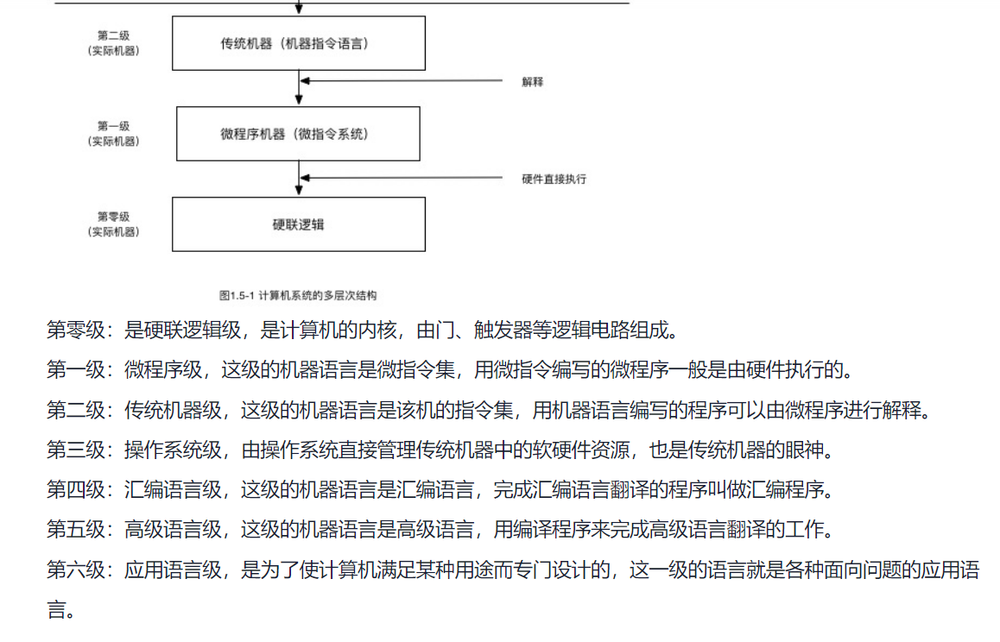 第二级
（实际机器）
传统机器（机器指令语言）
解释
第一级
（实际机器）
微程序机器（微指令系统）
硬件直接执行
第零级
（实际机器）
硬联逻辑
图1.5-1 计算机系统的多层次结构
第零级：是硬联逻辑级，是计算机的内核，由门、触发器等逻辑电路组成。
第一级：微程序级，这级的机器语言是微指令集，用微指令编写的微程序一般是由硬件执行的。
第二级：传统机器级，这级的机器语言是该机的指令集，用机器语言编写的程序可以由微程序进行解释。
第三级：操作系统级，由操作系统直接管理传统机器中的软硬件资源，也是传统机器的眼神。
第四级：汇编语言级，这级的机器语言是汇编语言，完成汇编语言翻译的程序叫做汇编程序。
第五级：高级语言级，这级的机器语言是高级语言，用编译程序来完成高级语言翻译的工作。
第六级：应用语言级，是为了使计算机满足某种用途而专门设计的，这一级的语言就是各种面向问题的应用语
言。